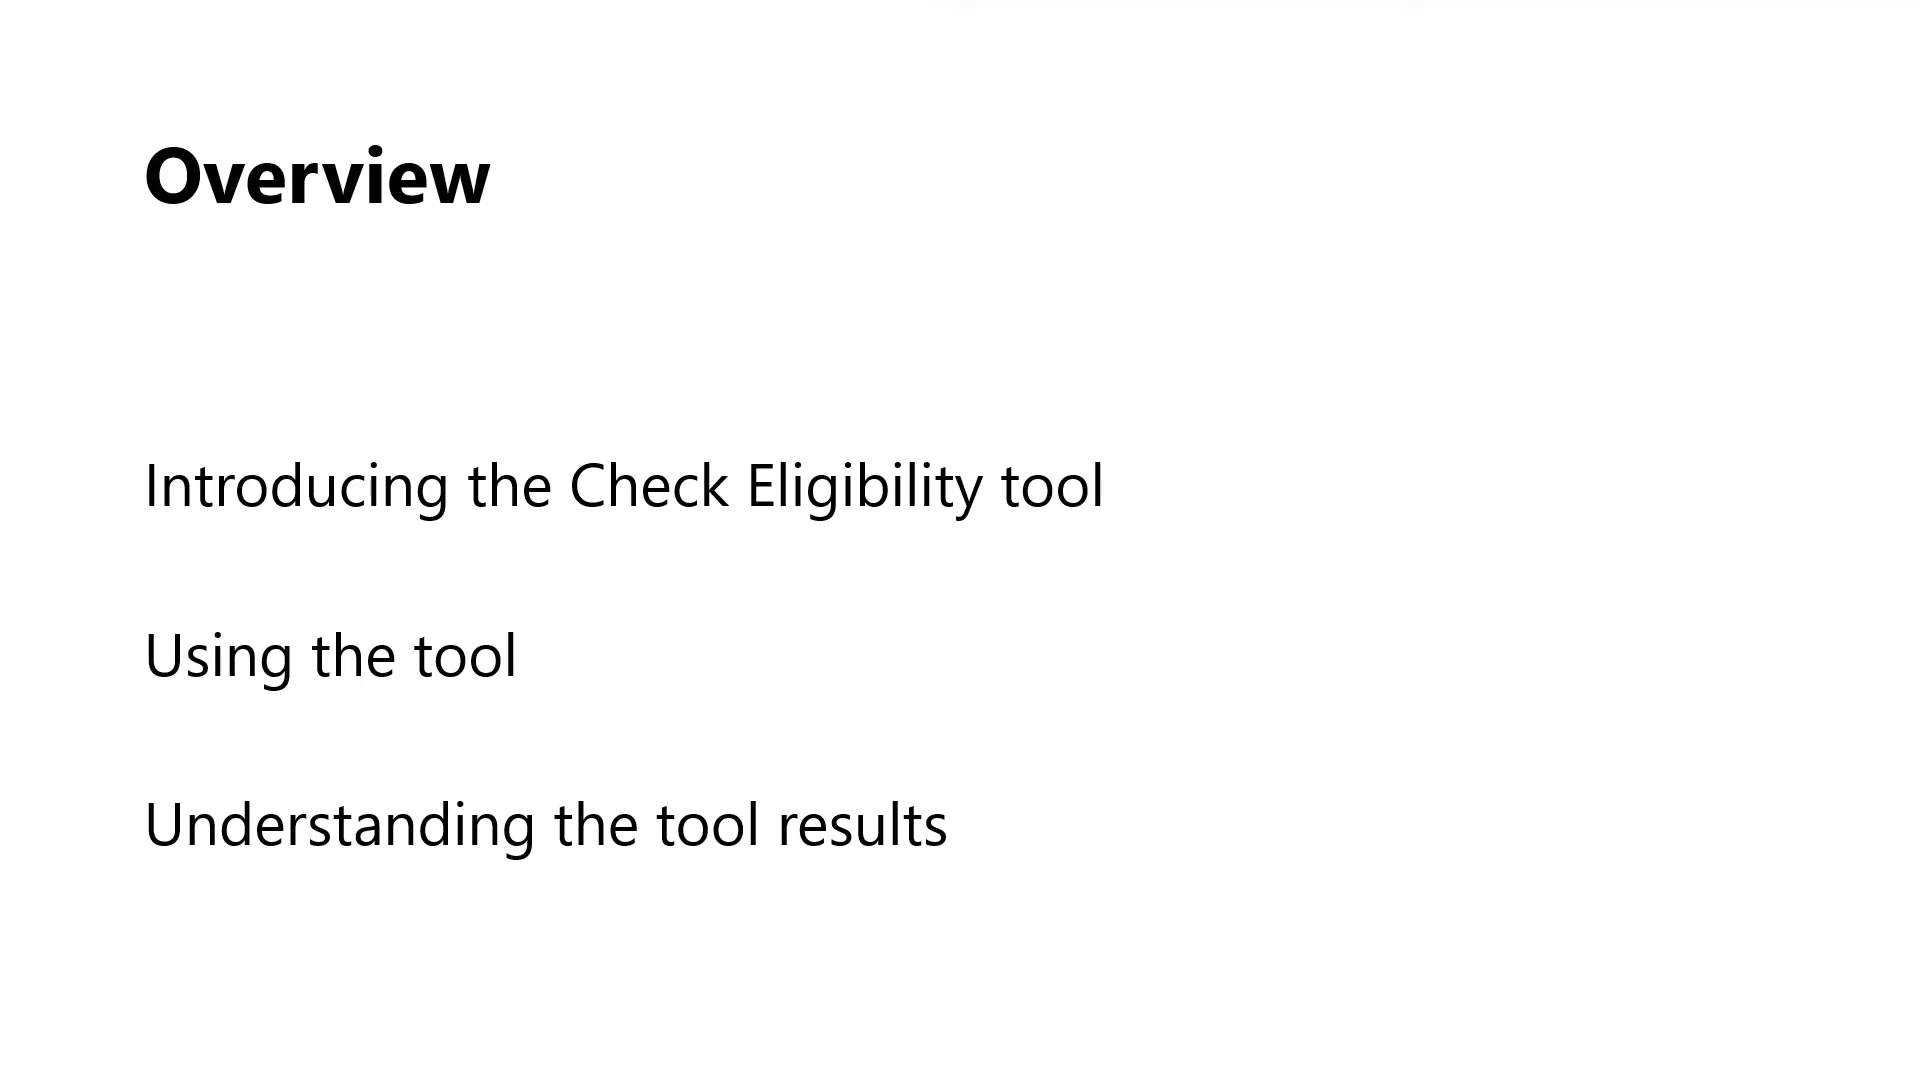 Overview
Introducing the Check Eligibility tool
Using the tool
Understanding the tool results